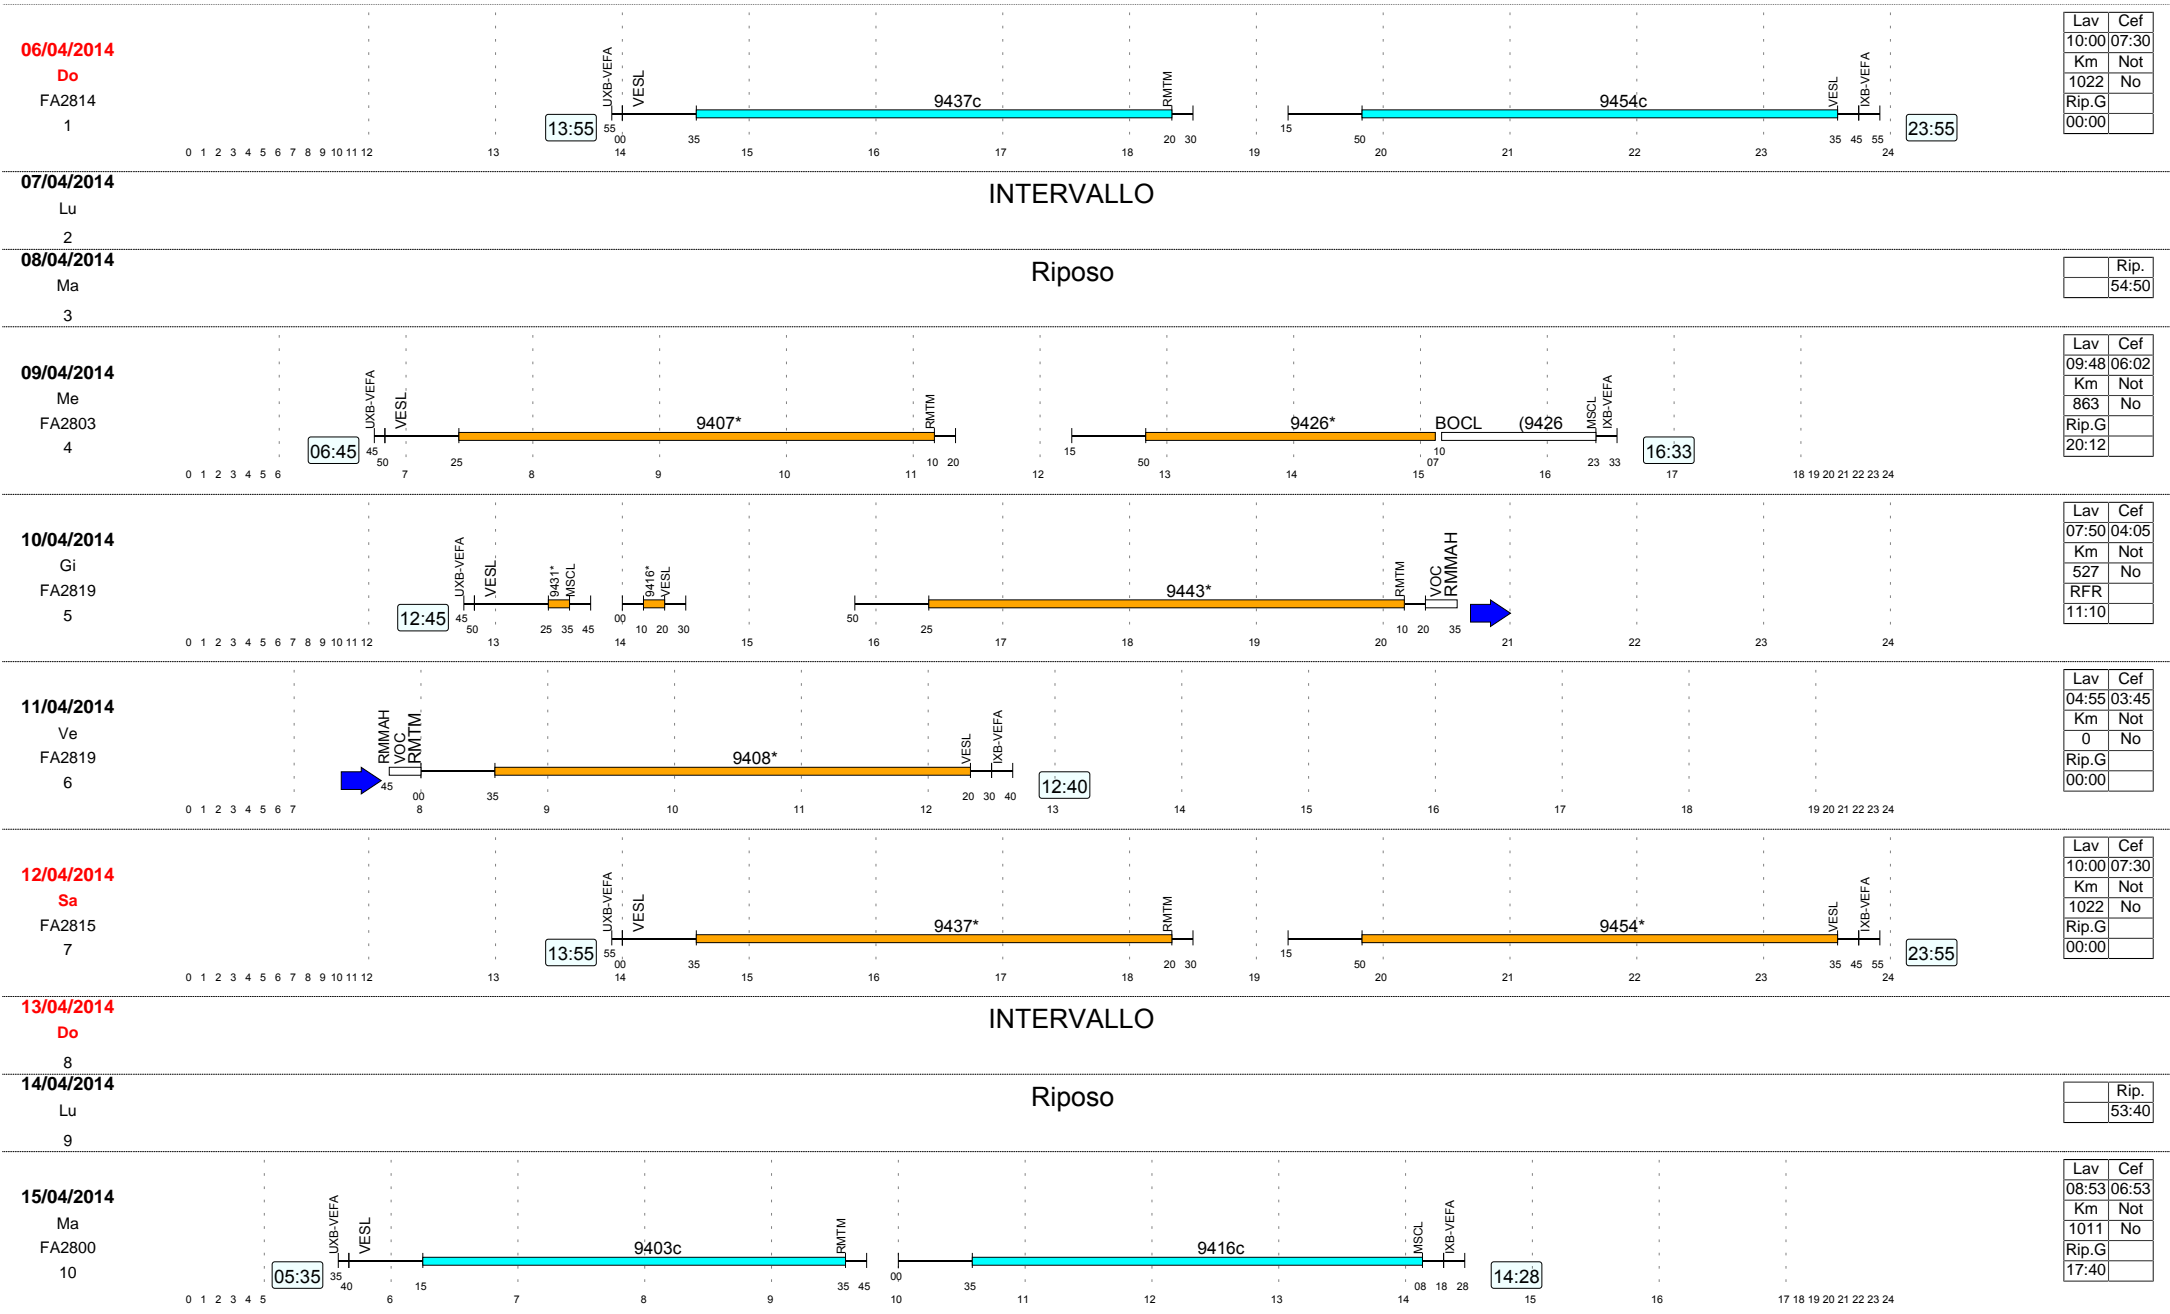 06/04/2014
Do
FA2814
1
13:55
UXB-VEFA
VESL
9437c
RMTM
9454c
VESL
IXB-VEFA
23:55
55 00 35 20 30 15 50 35 45 55
0 1 2 3 4 5 6 7 8 9 10 11 12 13 14 15 16 17 18 19 20 21 22 23 24
Lav Cef
10:00 07:30
Km Not
1022 No
Rip.G
00:00
07/04/2014
Lu
2
INTERVALLO
08/04/2014
Ma
3
Riposo
Rip.
54:50
09/04/2014
Me
FA2803
4
06:45
UXB-VEFA
VESL
9407*
RMTM
9426*
BOCL
(9426
MSCL
IXB-VEFA
16:33
45 50 25 10 20 15 50 07 10 23 33
0 1 2 3 4 5 6 7 8 9 10 11 12 13 14 15 16 17 18 19 20 21 22 23 24
Lav Cef
09:48 06:02
Km Not
863 No
Rip.G
20:12
10/04/2014
Gi
FA2819
5
12:45
UXB-VEFA
VESL
9431*
MSCL
9416*
VESL
9443*
RMTM
VOC
RMMAH
45 50 25 35 45 00 10 20 30 50 25 10 20 35
0 1 2 3 4 5 6 7 8 9 10 11 12 13 14 15 16 17 18 19 20 21 22 23 24
Lav Cef
07:50 04:05
Km Not
527 No
RFR
11:10
11/04/2014
Ve
FA2819
6
RMMAH
VOC
RMTM
9408*
VESL
IXB-VEFA
12:40
45 00 35 20 30 40
0 1 2 3 4 5 6 7 8 9 10 11 12 13 14 15 16 17 18 19 20 21 22 23 24
Lav Cef
04:55 03:45
Km Not
0 No
Rip.G
00:00
12/04/2014
Sa
FA2815
7
13:55
UXB-VEFA
VESL
9437*
RMTM
9454*
VESL
IXB-VEFA
23:55
55 00 35 20 30 15 50 35 45 55
0 1 2 3 4 5 6 7 8 9 10 11 12 13 14 15 16 17 18 19 20 21 22 23 24
Lav Cef
10:00 07:30
Km Not
1022 No
Rip.G
00:00
13/04/2014
Do
8
INTERVALLO
14/04/2014
Lu
9
Riposo
Rip.
53:40
15/04/2014
Ma
FA2800
10
05:35
UXB-VEFA
VESL
9403c
RMTM
9416c
MSCL
IXB-VEFA
14:28
35 40 15 35 45 00 35 08 18 28
0 1 2 3 4 5 6 7 8 9 10 11 12 13 14 15 16 17 18 19 20 21 22 23 24
Lav Cef
08:53 06:53
Km Not
1011 No
Rip.G
17:40